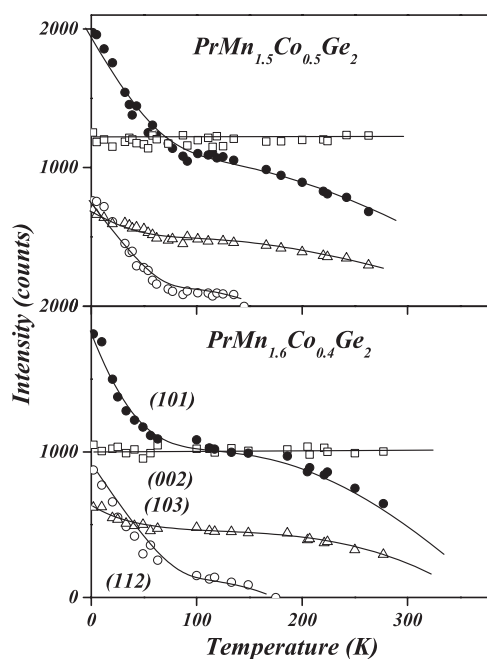 2000
PrMn1.5Co0.5Ge2
1000
2000
PrMn1.6Co0.4Ge2
(101)
1000
(002)
(103)
(112)
0
0 100 200 300
Temperature (K)
Intensity (counts)